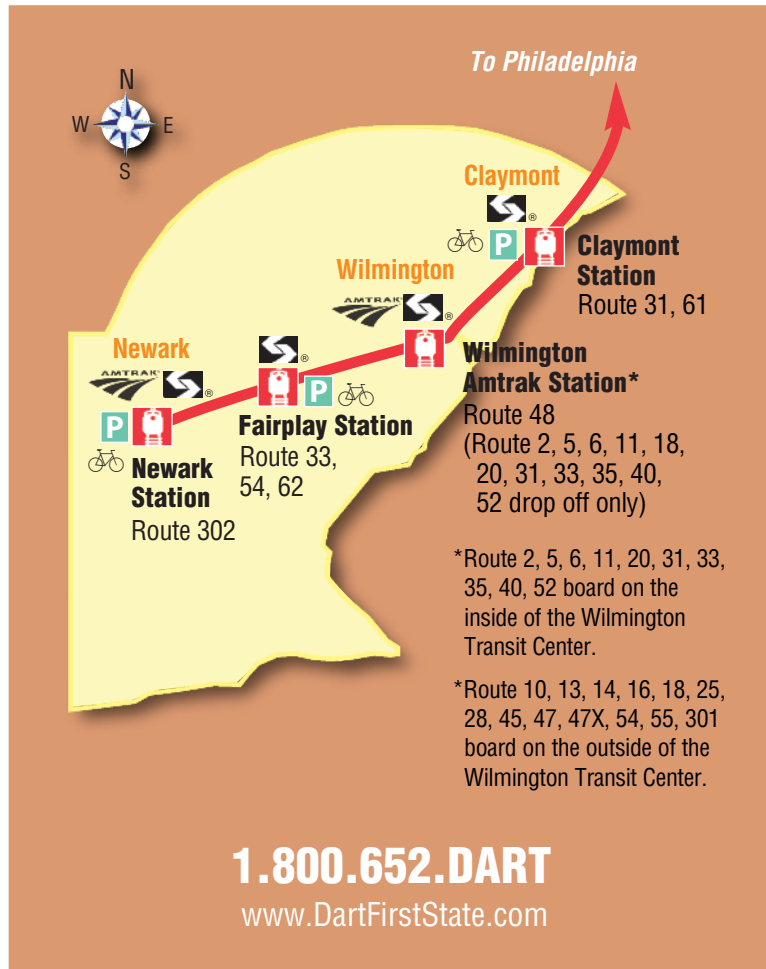 To Philadelphia
N
W
E
S
Claymont
®
P
Claymont
Station
Route 31, 61
Wilmington
AMTRAK®
®
Wilmington
Amtrak Station*
Route 48
(Route 2, 5, 6, 11, 18,
20, 31, 33, 35, 40,
52 drop off only)
®
P
Fairplay Station
Route 33,
54, 62
Newark
AMTRAK®
®
P
Newark
Station
Route 302
*Route 2, 5, 6, 11, 20, 31, 33,
35, 40, 52 board on the
inside of the Wilmington
Transit Center.
*Route 10, 13, 14, 16, 18, 25,
28, 45, 47, 47X, 54, 55, 301
board on the outside of the
Wilmington Transit Center.
1.800.652.DART
www.DartFirstState.com